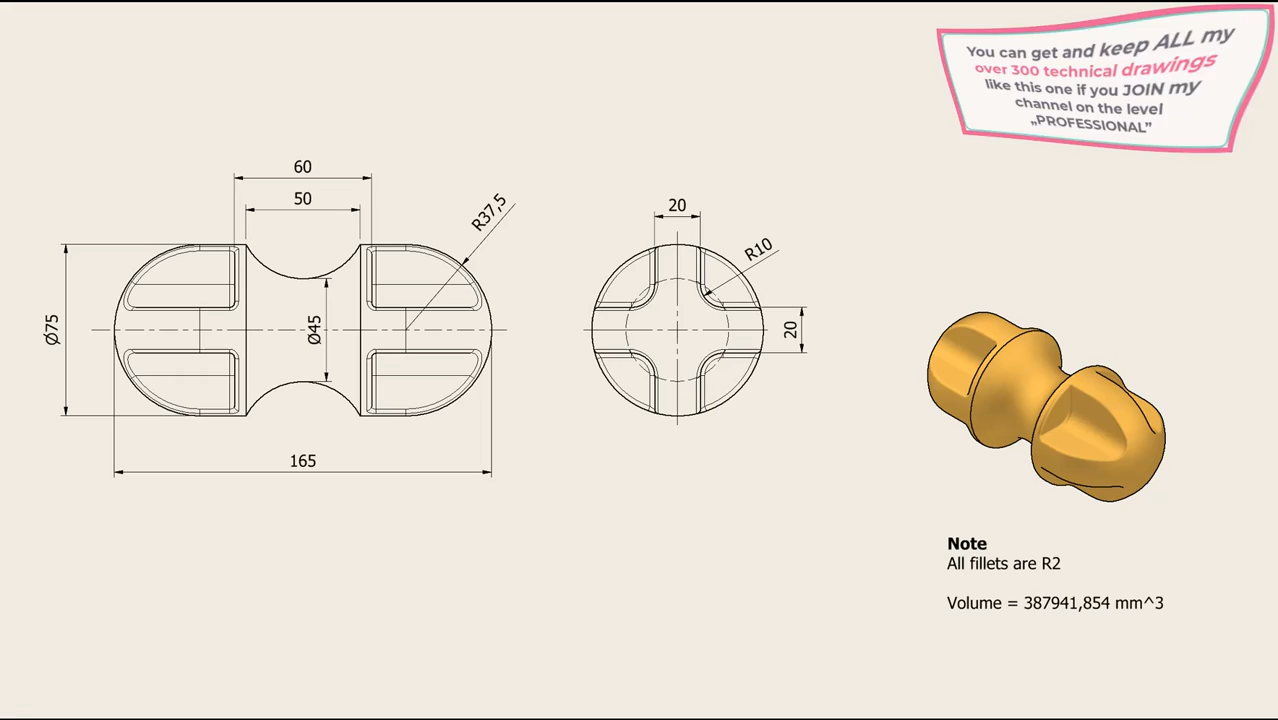 You can get and keep ALL my
over 300 technical drawings
like this one if you JOIN my
channel on the level
„PROFESSIONAL”
60
50
R37,5
Ø75
Ø45
165
20
R10
20
Note
All fillets are R2
Volume = 387941,854 mm^3